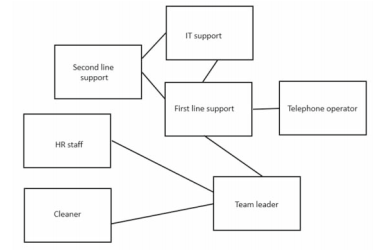 IT support
Second line
support
First line support
Telephone operator
HR staff
Team leader
Cleaner